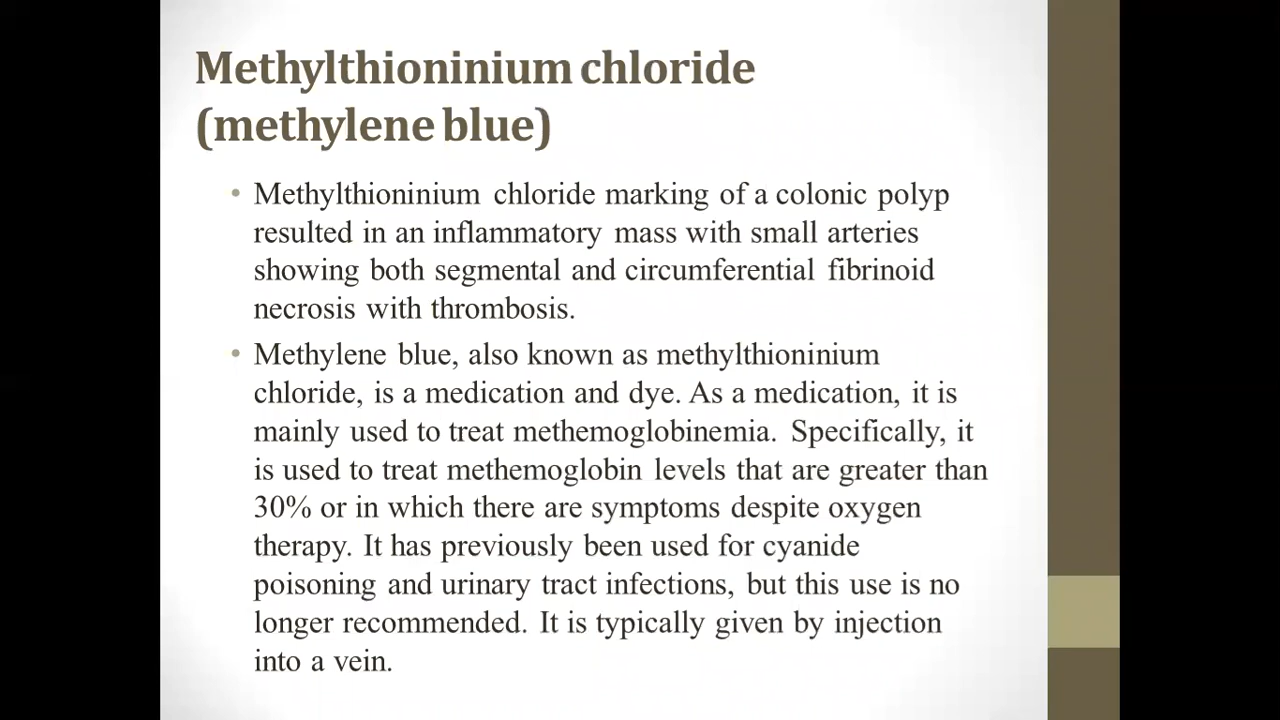 Methylthioninium chloride
(methylene blue)
• Methylthioninium chloride marking of a colonic polyp
resulted in an inflammatory mass with small arteries
showing both segmental and circumferential fibrinoid
necrosis with thrombosis.
• Methylene blue, also known as methylthioninium
chloride, is a medication and dye. As a medication, it is
mainly used to treat methemoglobinemia. Specifically, it
is used to treat methemoglobin levels that are greater than
30% or in which there are symptoms despite oxygen
therapy. It has previously been used for cyanide
poisoning and urinary tract infections, but this use is no
longer recommended. It is typically given by injection
into a vein.